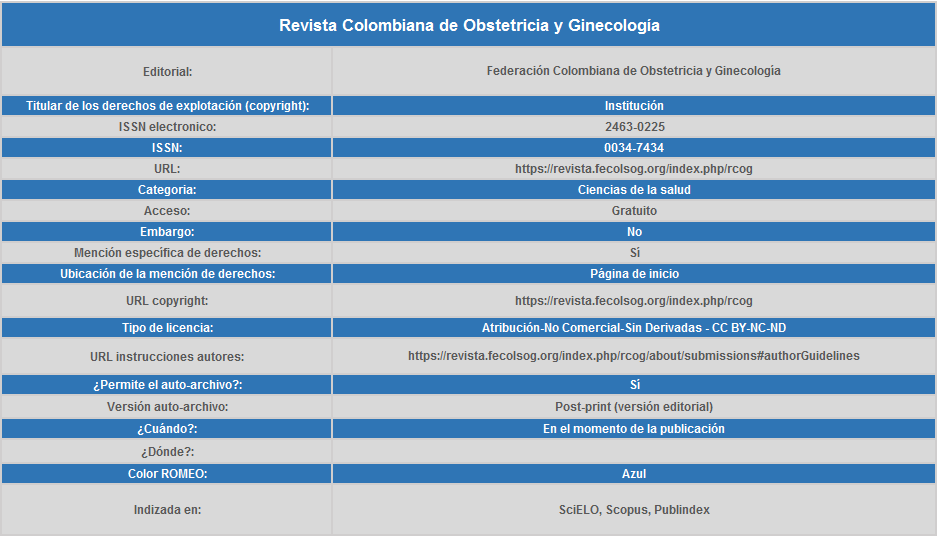 Revista Colombiana de Obstetricia y Ginecología
Editorial: Federación Colombiana de Obstetricia y Ginecología
Titular de los derechos de explotación (copyright): Institución
ISSN electronico: 2463-0225
ISSN: 0034-7434
URL: https://revista.fecolsog.org/index.php/rcog
Categoria: Ciencias de la salud
Acceso: Gratuito
Embargo: No
Mención específica de derechos: Sí
Ubicación de la mención de derechos: Página de inicio
URL copyright: https://revista.fecolsog.org/index.php/rcog
Tipo de licencia: Atribución-No Comercial-Sin Derivadas - CC BY-NC-ND
URL instrucciones autores: https://revista.fecolsog.org/index.php/rcog/about/submissions#authorGuidelines
¿Permite el auto-archivo?: Sí
Versión auto-archivo: Post-print (versión editorial)
¿Cuándo?: En el momento de la publicación
¿Dónde?:
Color ROMEO: Azul
Indizada en: SciELO, Scopus, Publindex